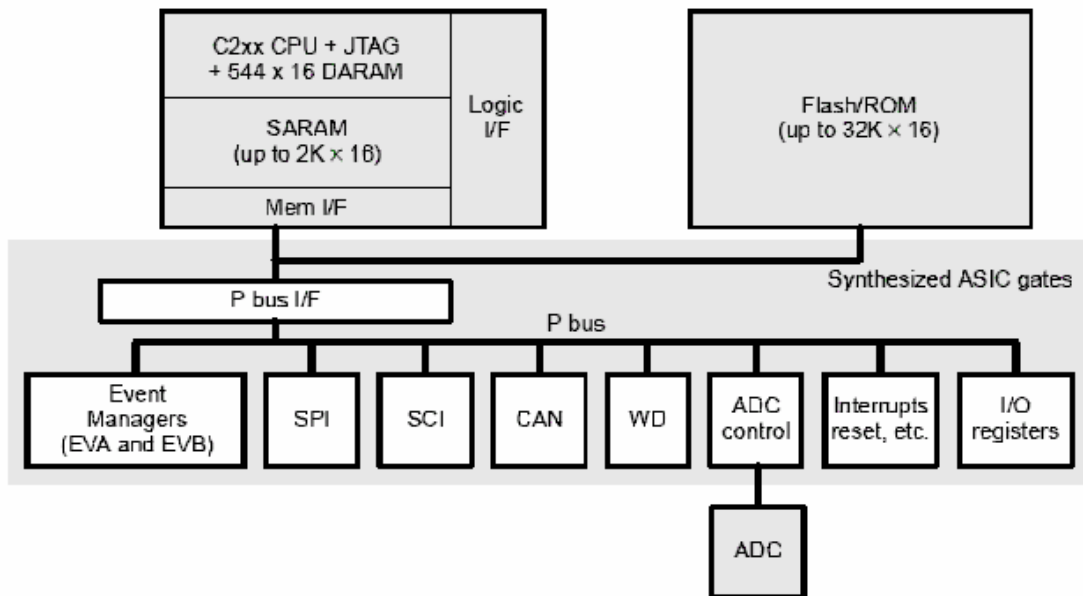 C2xx CPU + JTAG
+ 544 x 16 DARAM
SARAM
(up to 2K × 16)
Mem I/F
Logic
I/F
Flash/ROM
(up to 32K × 16)
Synthesized ASIC gates
P bus I/F
P bus
Event
Managers
(EVA and EVB)
SPI
SCI
CAN
WD
ADC
control
Interrupts
reset, etc.
I/O
registers
ADC